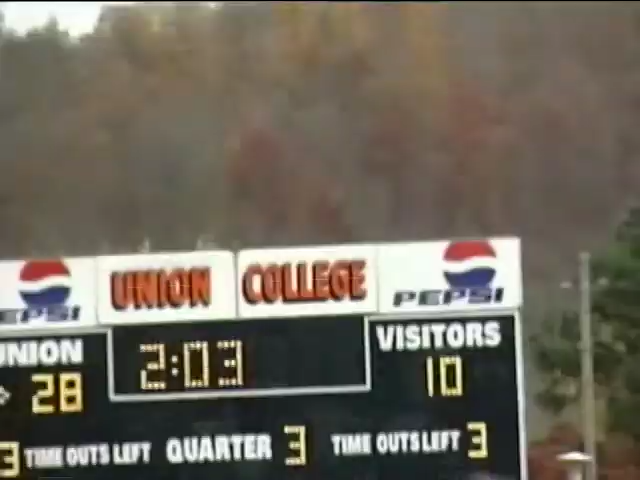 PEPSI UNION COLLEGE PEPSI
UNION 2:03 VISITORS
28 10
3 TIME OUTS LEFT QUARTER 3 TIME OUTS LEFT 3